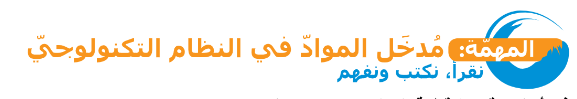 المهمّة: مُدخَل الموادّ في النظام التكنولوجيّ
نقرأ، نكتب ونفهم